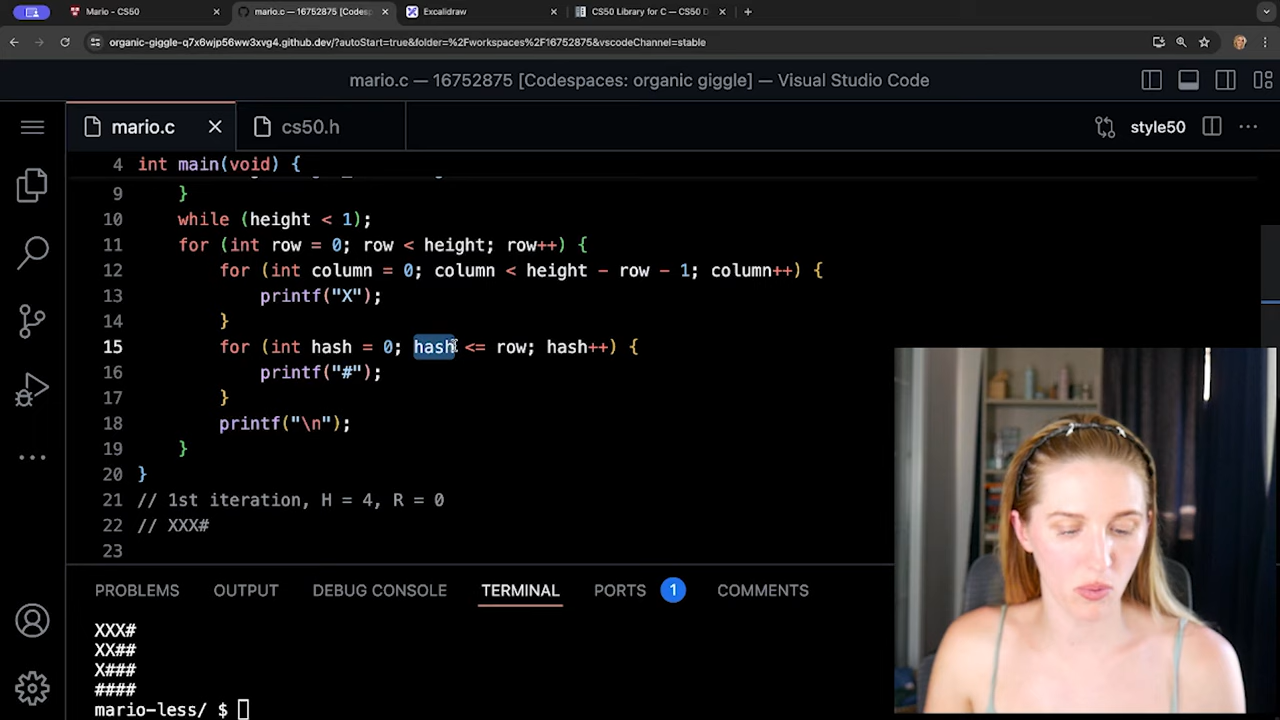 Mario - CS50
mario.c — 16752875 [Codesp
Excalidraw
CS50 Library for C — CS50 D
organic-giggle-q7x6wjp56ww3xvg4.github.dev/?autoStart=true&folder=%2Fworkspaces%2F16752875&vscodeChannel=stable
mario.c — 16752875 [Codespaces: organic giggle] — Visual Studio Code
mario.c
cs50.h
style50
4 int main(void) {
9 }
10 while (height < 1);
11 for (int row = 0; row < height; row++) {
12 for (int column = 0; column < height - row - 1; column++) {
13 printf("X");
14 }
15 for (int hash = 0; hash <= row; hash++) {
16 printf("#");
17 }
18 printf("\n");
19 }
20 }
21 // 1st iteration, H = 4, R = 0
22 // XXX#
23
PROBLEMS OUTPUT DEBUG CONSOLE TERMINAL PORTS 1 COMMENTS
XXX#
XX##
X###
####
mario-less/ $